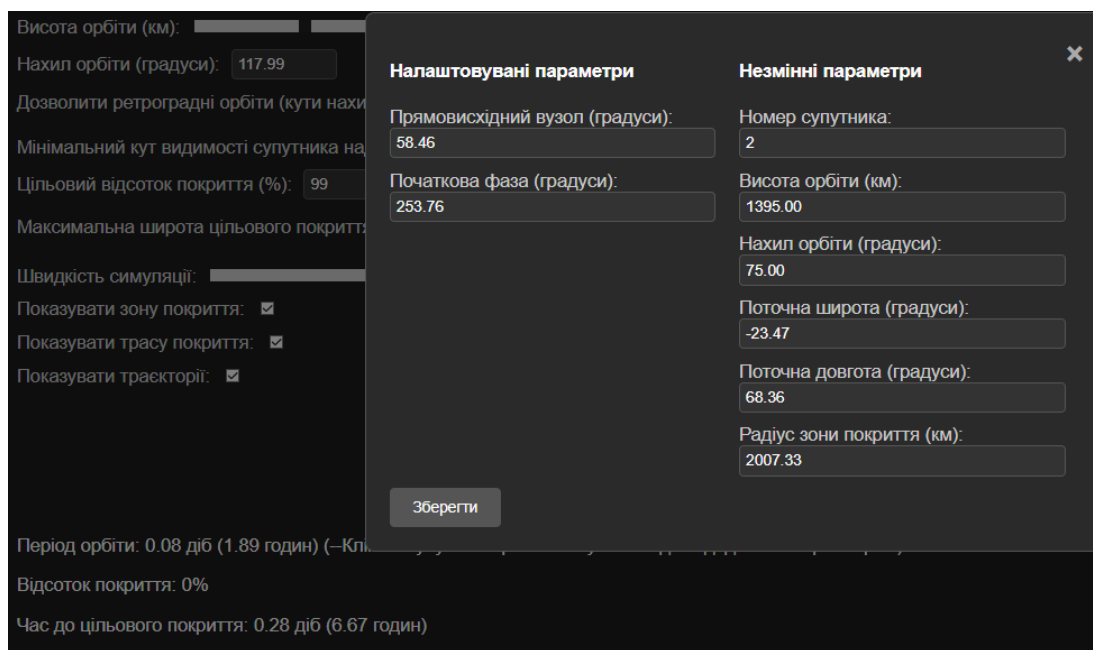 Висота орбіти (км):
Нахил орбіти (градуси): 117.99
Дозволити ретроградні орбіти (кути нахи
Мінімальний кут видимості супутника на
Цільовий відсоток покриття (%): 99
Максимальна широта цільового покриття
Швидкість симуляції:
Показувати зону покриття:
Показувати трасу покриття:
Показувати траєкторії:
Період орбіти: 0.08 діб (1.89 годин)
Відсоток покриття: 0%
Час до цільового покриття: 0.28 діб (6.67 годин)
×
Налаштовувані параметри
Прямовисхідний вузол (градуси):
58.46
Початкова фаза (градуси):
253.76
Зберегти
Незмінні параметри
Номер супутника:
2
Висота орбіти (км):
1395.00
Нахил орбіти (градуси):
75.00
Поточна широта (градуси):
-23.47
Поточна довгота (градуси):
68.36
Радіус зони покриття (км):
2007.33